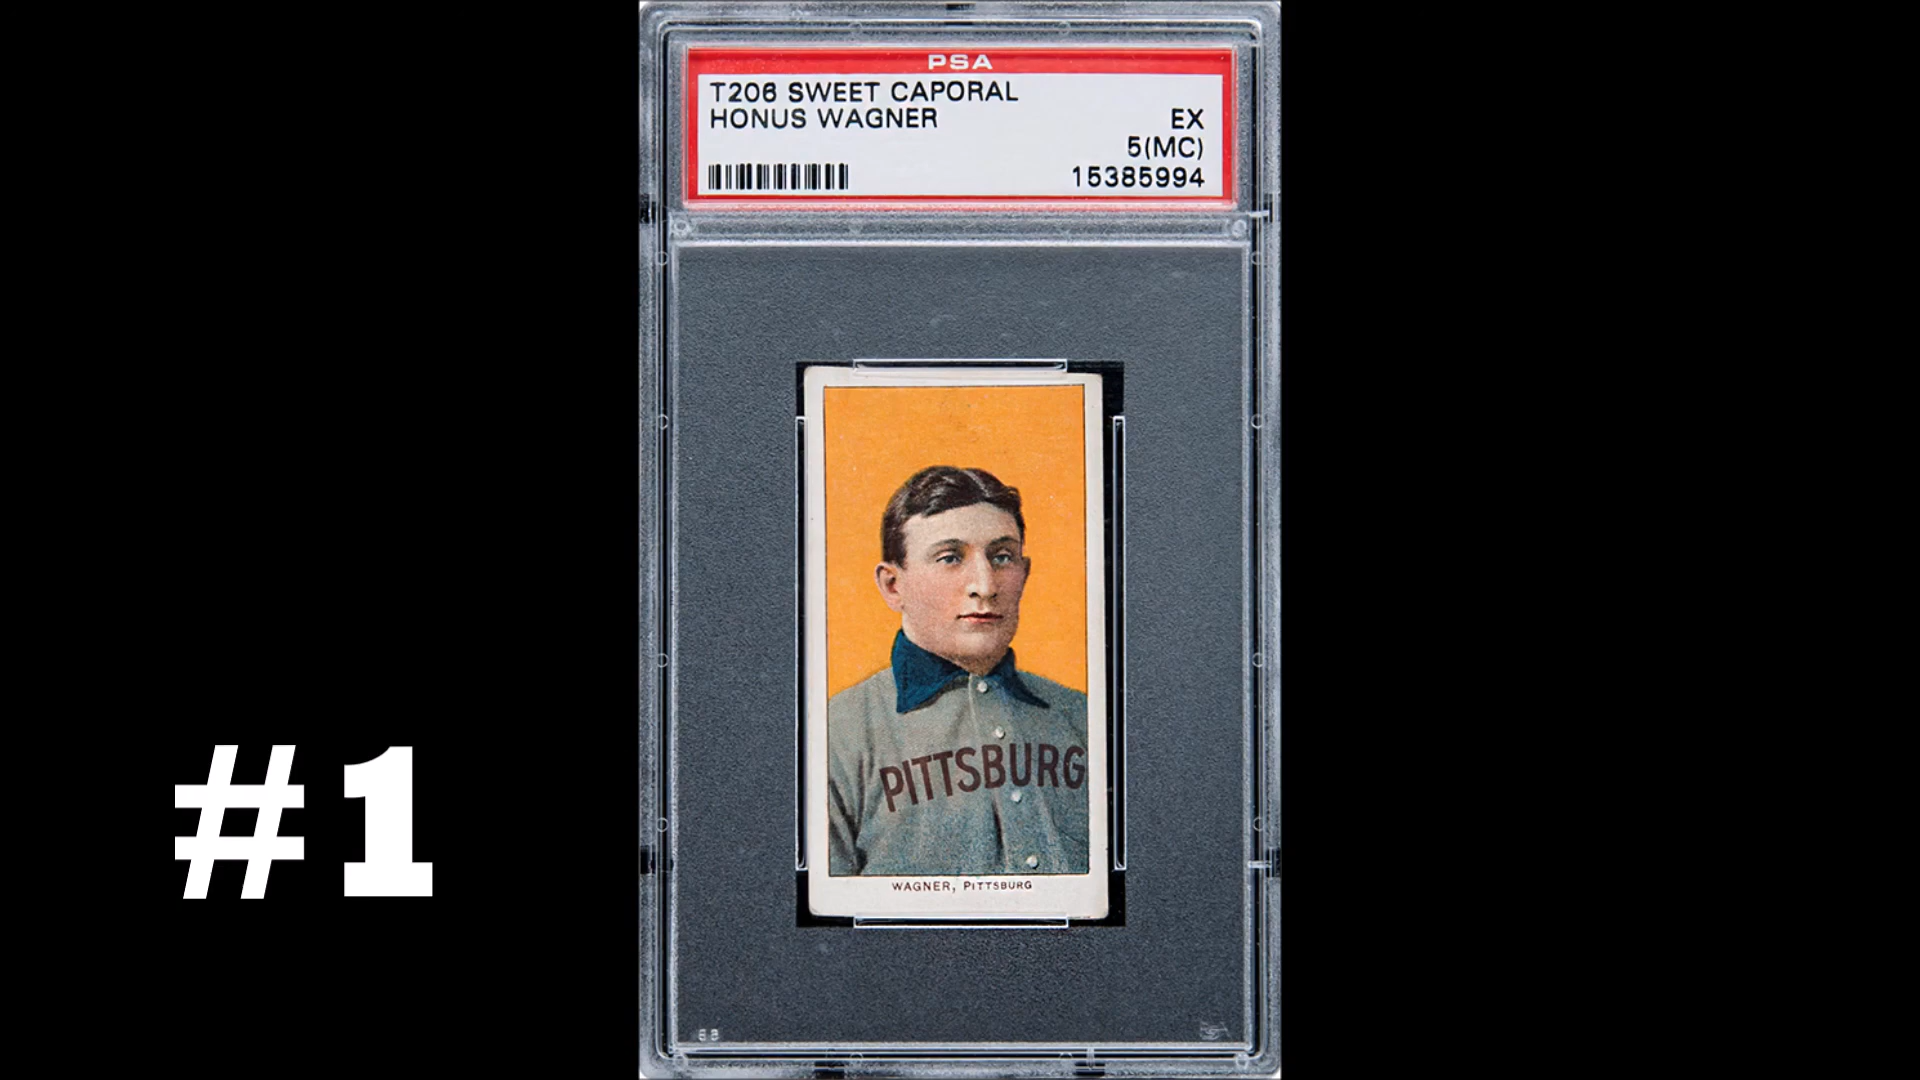 PSA
T206 SWEET CAPORAL
HONUS WAGNER
EX
5(MC)
15385994
PITTSBURG
WAGNER, PITTSBURG
#1